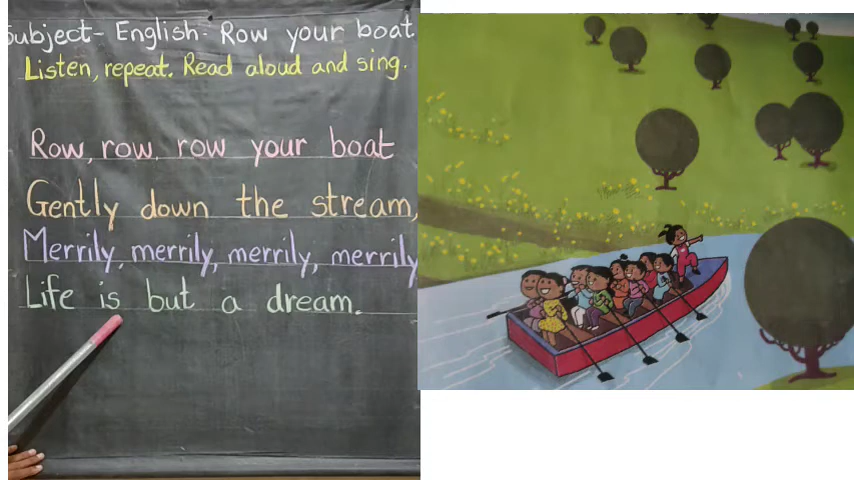 Subject- English- Row your boat
Listen, repeat. Read aloud and sing.
Row, row, row your boat
Gently down the stream,
Merrily, merrily, merrily, merrily
Life is but a dream.